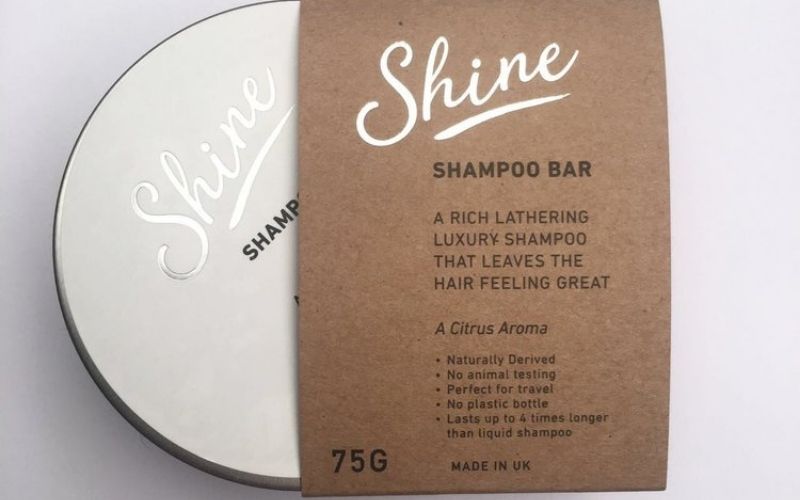 Shine
SHAMPO
Shine
SHAMPOO BAR
A RICH LATHERING
LUXURY SHAMPOO
THAT LEAVES THE
HAIR FEELING GREAT
A Citrus Aroma
• Naturally Derived
• No animal testing
• Perfect for travel
• No plastic bottle
• Lasts up to 4 times longer
than liquid shampoo
75G
MADE IN UK